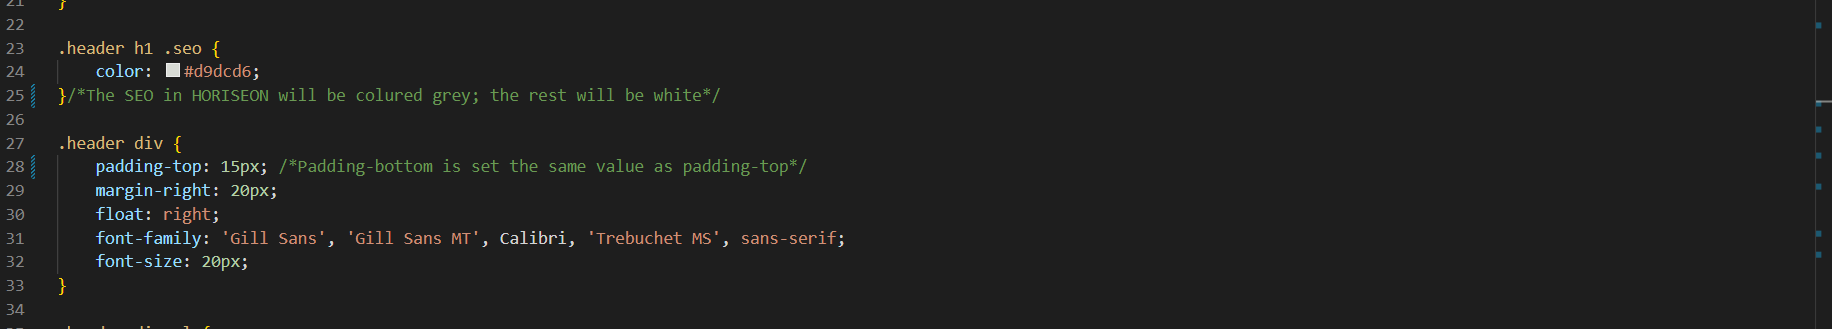 21 }
22
23 .header h1 .seo {
24 color: #d9dcd6;
25 }/*The SEO in HORISEON will be colured grey; the rest will be white*/
26
27 .header div {
28 padding-top: 15px; /*Padding-bottom is set the same value as padding-top*/
29 margin-right: 20px;
30 float: right;
31 font-family: 'Gill Sans', 'Gill Sans MT', Calibri, 'Trebuchet MS', sans-serif;
32 font-size: 20px;
33 }
34